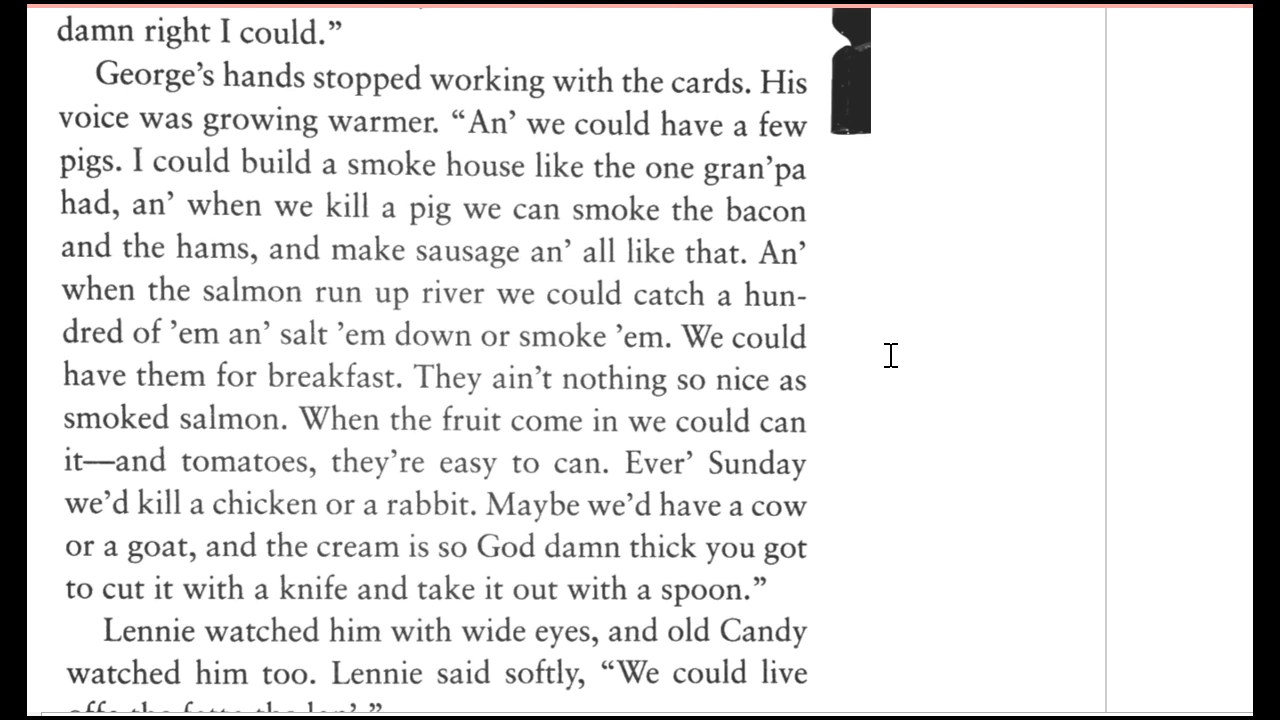 damn right I could.”
George’s hands stopped working with the cards. His
voice was growing warmer. “An’ we could have a few
pigs. I could build a smoke house like the one gran’pa
had, an’ when we kill a pig we can smoke the bacon
and the hams, and make sausage an’ all like that. An’
when the salmon run up river we could catch a hun-
dred of ’em an’ salt ’em down or smoke ’em. We could
have them for breakfast. They ain’t nothing so nice as
smoked salmon. When the fruit come in we could can
it—and tomatoes, they’re easy to can. Ever’ Sunday
we’d kill a chicken or a rabbit. Maybe we’d have a cow
or a goat, and the cream is so God damn thick you got
to cut it with a knife and take it out with a spoon.”
Lennie watched him with wide eyes, and old Candy
watched him too. Lennie said softly, “We could live
offa the fatta the lan’.”